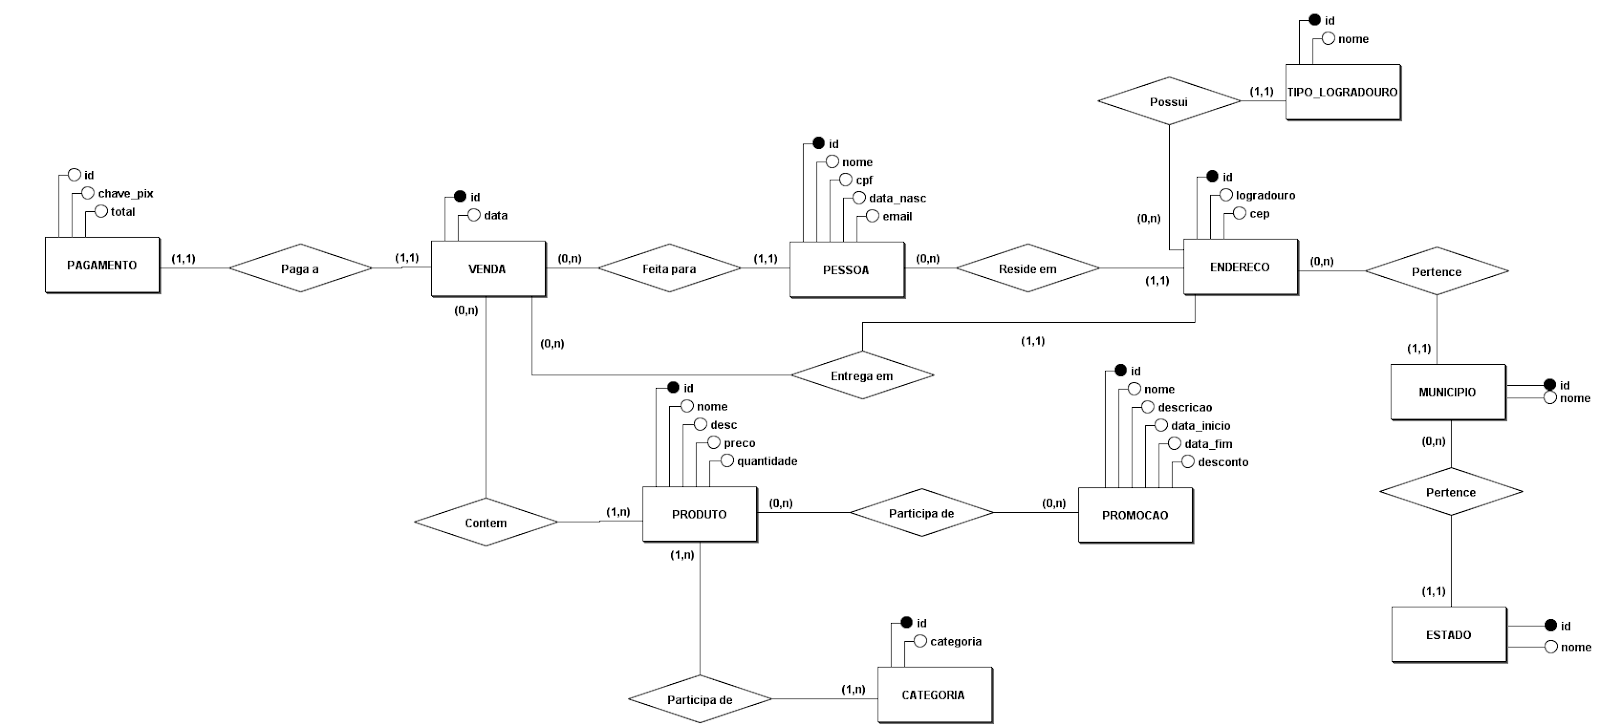 id
nome
TIPO_LOGRADOURO
(1,1)
Possui
(0,n)
id
chave_pix
total
PAGAMENTO
(1,1)
Paga a
(1,1)
id
data
VENDA
(0,n)
Feita para
(1,1)
id
nome
cpf
data_nasc
email
PESSOA
(0,n)
Reside em
(1,1)
id
logradouro
cep
ENDERECO
(0,n)
Pertence
(1,1)
(0,n)
(0,n)
Entrega em
(1,1)
MUNICIPIO
id
nome
(0,n)
Pertence
(1,1)
ESTADO
id
nome
id
nome
desc
preco
quantidade
PRODUTO
(1,n)
Contem
(0,n)
Participa de
(0,n)
id
nome
descricao
data_inicio
data_fim
desconto
PROMOCAO
(1,n)
Participa de
(1,n)
id
categoria
CATEGORIA